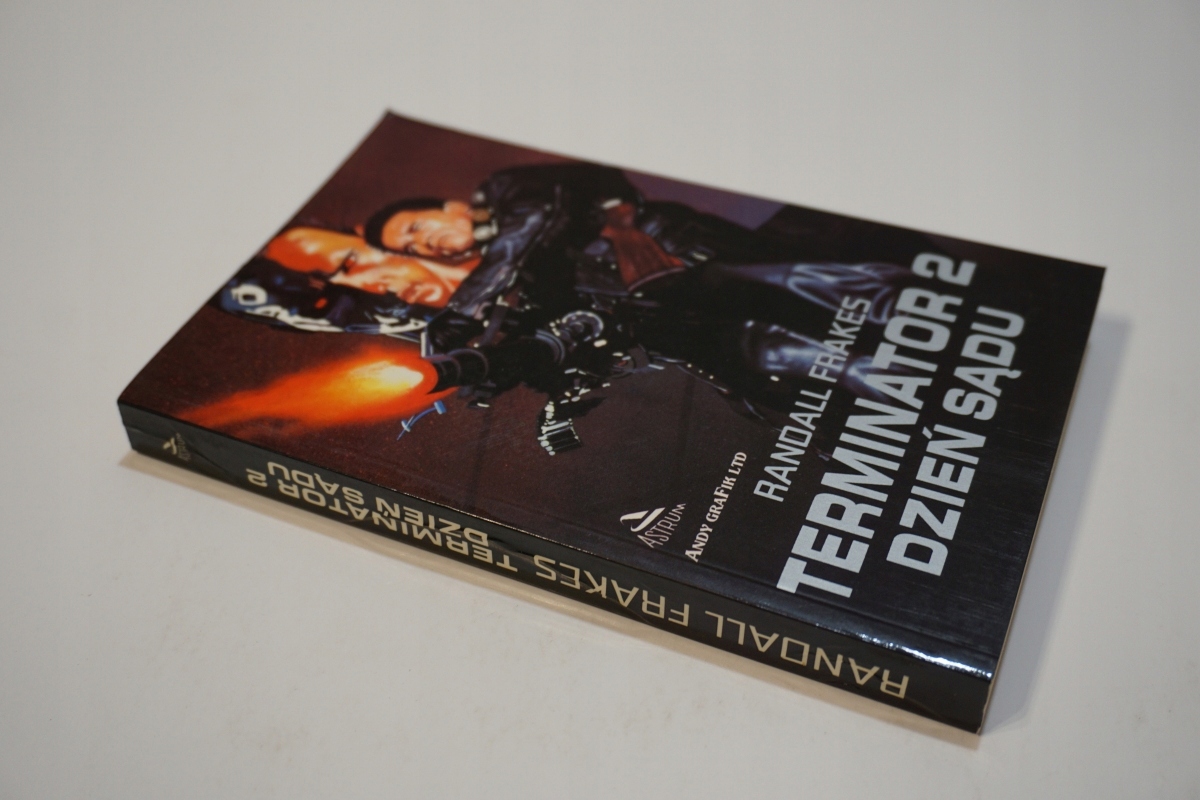 RANDALL FRAKES
TERMINATOR 2
DZIEŃ SĄDU
ASTRUM
ANDY GRAFIK LTD
RANDALL FRAKES TERMINATOR 2
DZIEŃ SĄDU